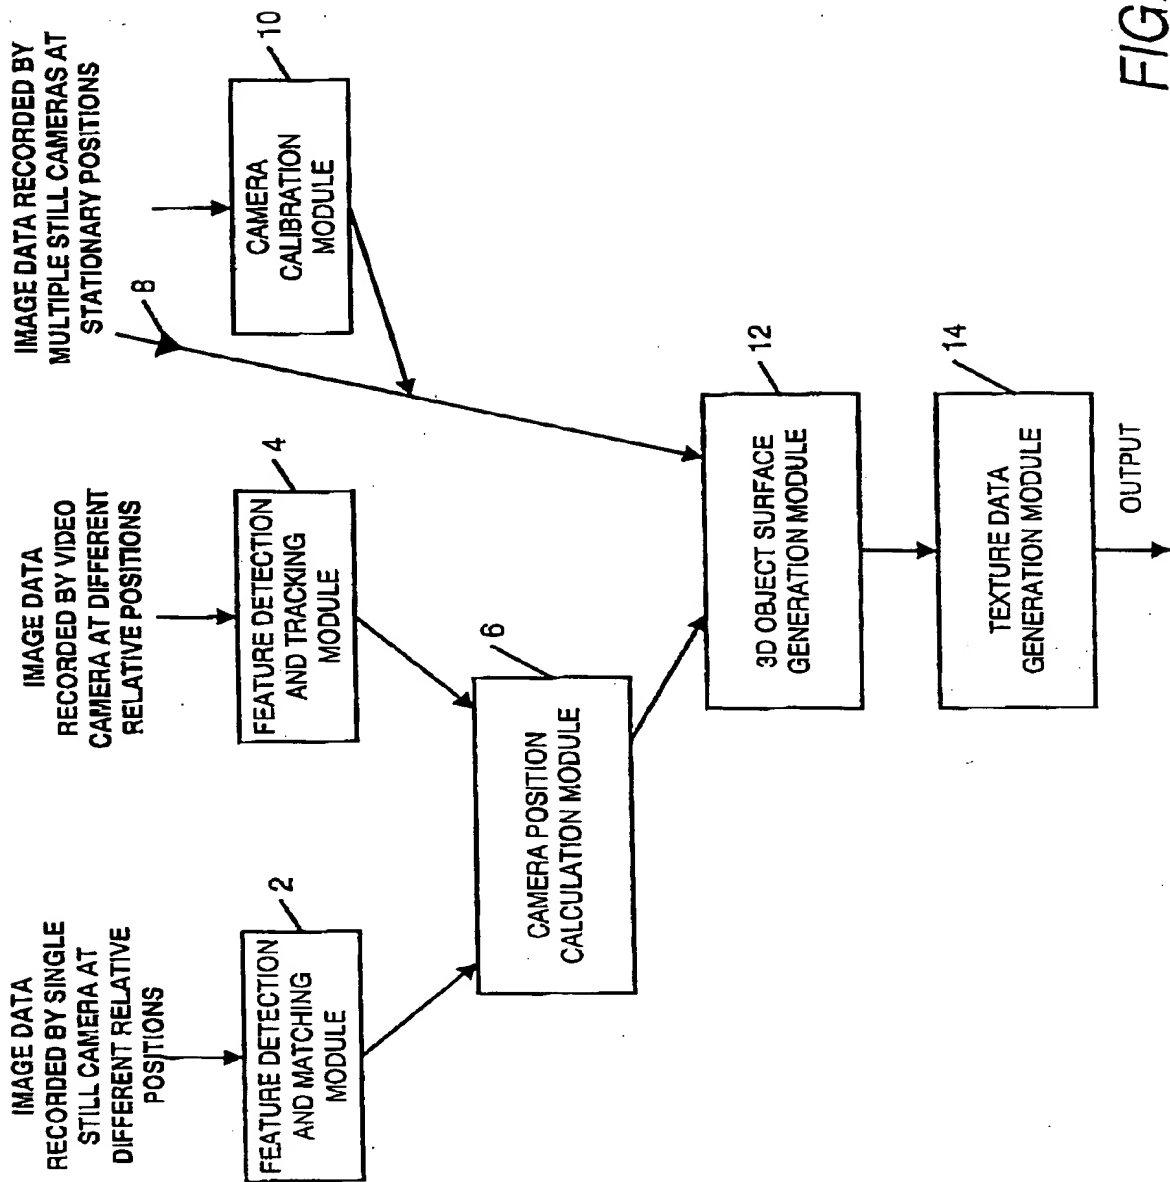 IMAGE DATA
RECORDED BY SINGLE
STILL CAMERA AT
DIFFERENT RELATIVE
POSITIONS
IMAGE DATA
RECORDED BY VIDEO
CAMERA AT DIFFERENT
RELATIVE POSITIONS
IMAGE DATA RECORDED BY
MULTIPLE STILL CAMERAS AT
STATIONARY POSITIONS
2
FEATURE DETECTION
AND MATCHING
MODULE
4
FEATURE DETECTION
AND TRACKING
MODULE
8
10
CAMERA
CALIBRATION
MODULE
6
CAMERA POSITION
CALCULATION MODULE
12
3D OBJECT SURFACE
GENERATION MODULE
14
TEXTURE DATA
GENERATION MODULE
OUTPUT
FIG.